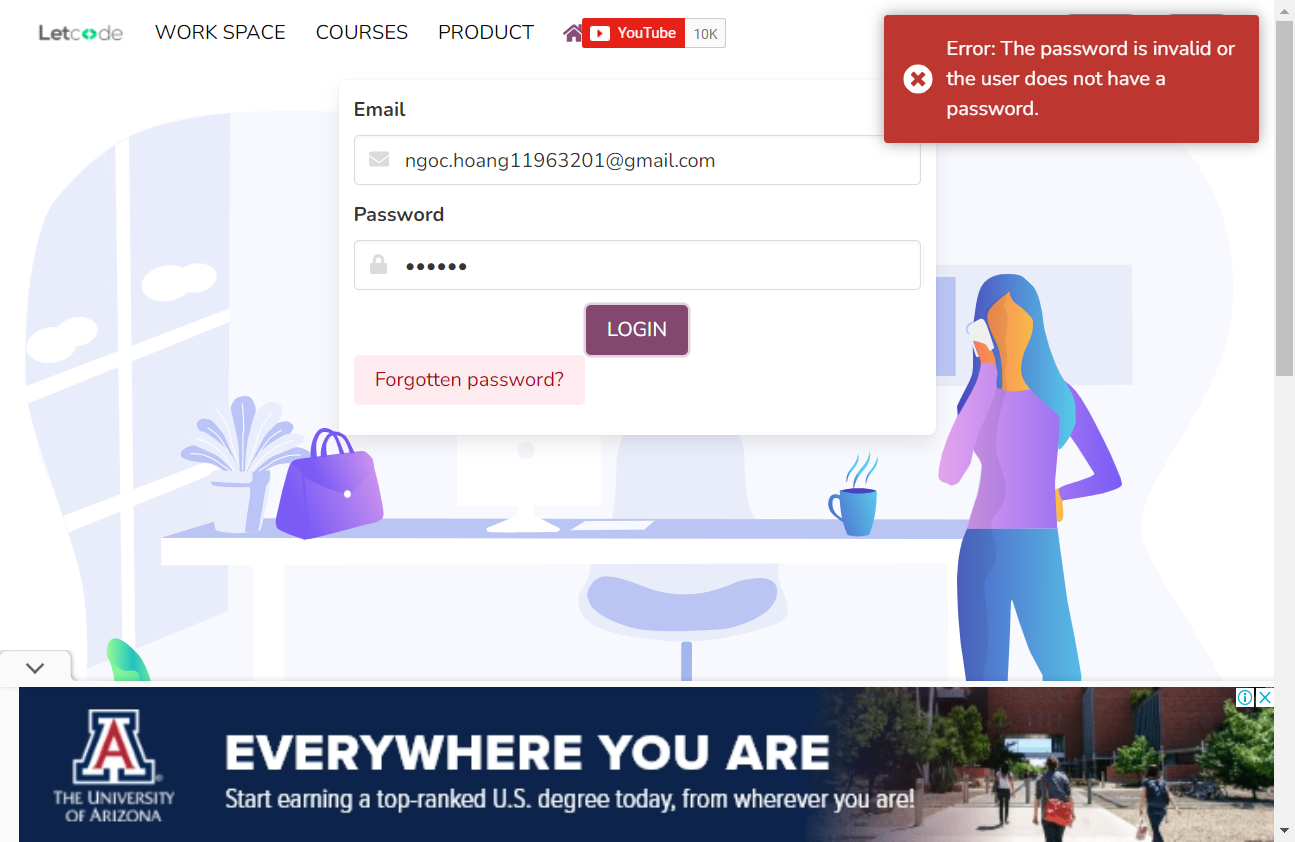 Letcode
WORK SPACE
COURSES
PRODUCT
YouTube
10K
Error: The password is invalid or
the user does not have a
password.
Email
ngoc.hoang11963201@gmail.com
Password
LOGIN
Forgotten password?
A
THE UNIVERSITY
OF ARIZONA
EVERYWHERE YOU ARE
Start earning a top-ranked U.S. degree today, from wherever you are!